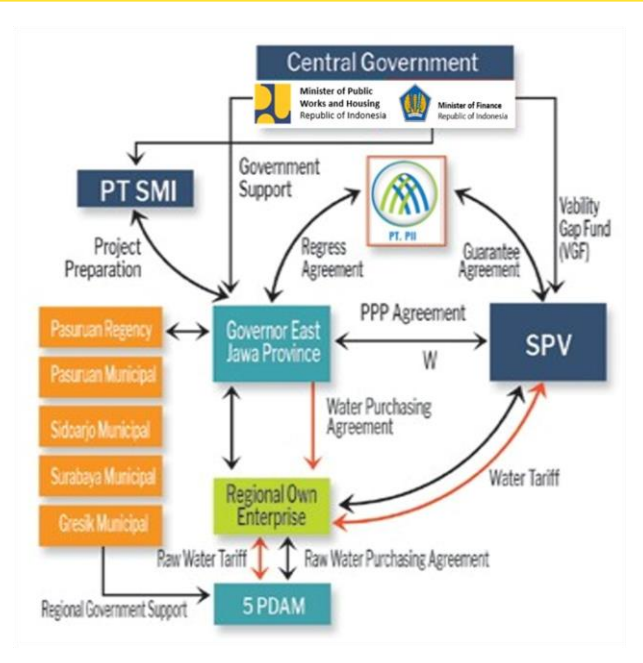 Central Government
Minister of Public
Works and Housing
Republic of Indonesia
Minister of Finance
Republic of Indonesia
PT SMI
Government
Support
PT. PII
Vability
Gap Fund
(VGF)
Project
Preparation
Regress
Agreement
Guarantee
Agreement
Pasuruan Regency
Governor East
Jawa Province
PPP Agreement
W
SPV
Pasuruan Municipal
Sidoarjo Municipal
Water Purchasing
Agreement
Surabaya Municipal
Regional Own
Enterprise
Water Tariff
Gresik Municipal
Raw Water Tariff
Raw Water Purchasing Agreement
Regional Government Support
5 PDAM